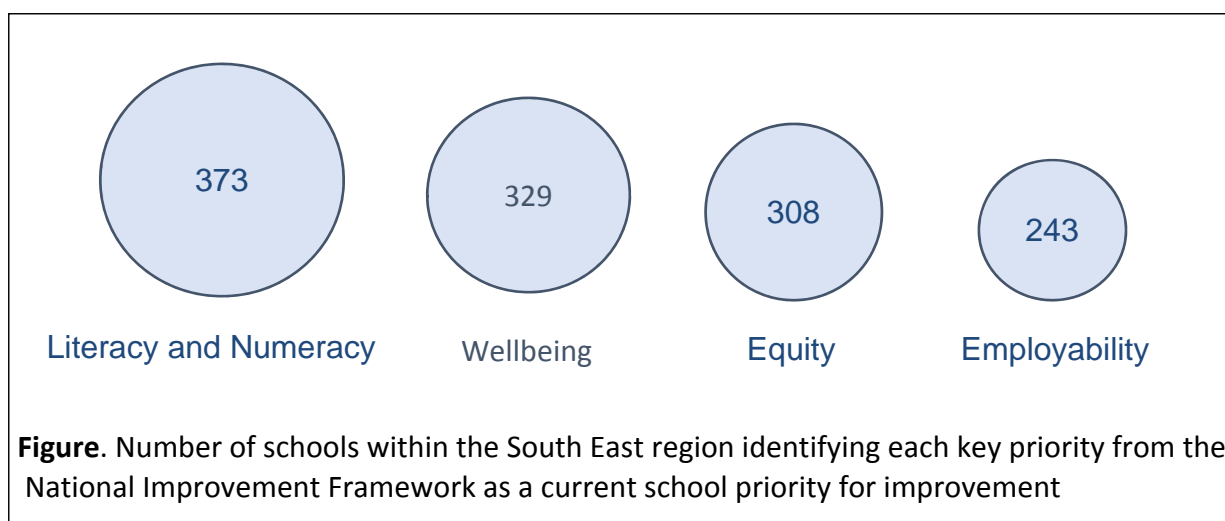 373
329
308
243
Literacy and Numeracy
Wellbeing
Equity
Employability
Figure. Number of schools within the South East region identifying each key priority from the
National Improvement Framework as a current school priority for improvement